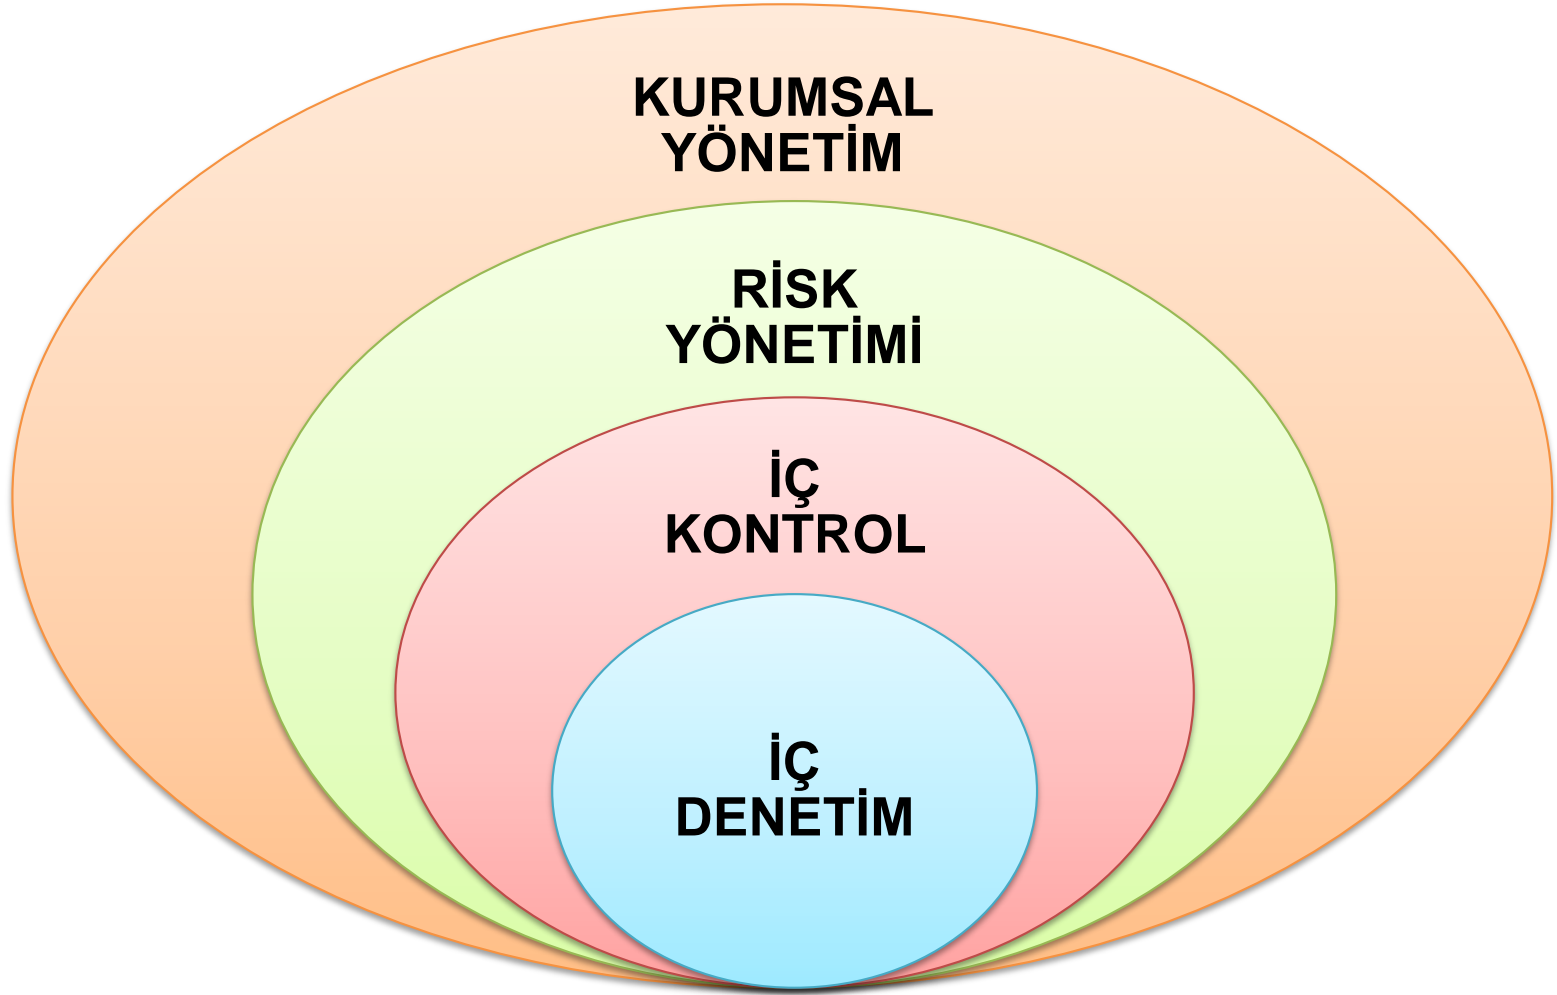 KURUMSAL
YÖNETİM
RİSK
YÖNETİMİ
İÇ
KONTROL
İÇ
DENETİM